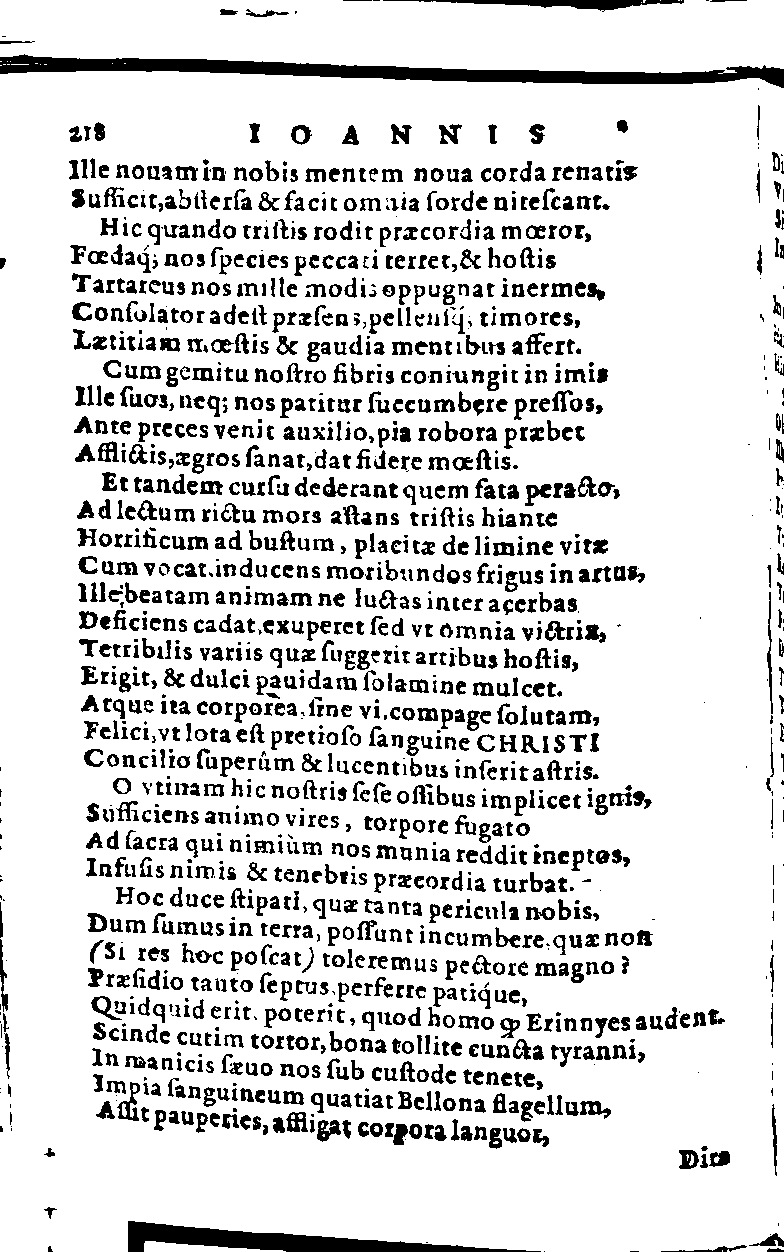 218 IOANNIS
Ille nouam in nobis mentem noua corda renatis
Sufficit, abſterſa & facit omnia ſorde niteſcant.
Hic quando triſtis rodit præcordia mœror,
Fœdaq́; nos ſpecies peccati terret, & hoſtis
Tartareus nos mille modis oppugnat inermes,
Conſolator adeſt præſens, pellenſq́; timores,
Lætitiam mœſtis & gaudia mentibus affert.
Cum gemitu noſtro fibris coniungit in imis
Ille ſuos, neq; nos patitur ſuccumbere preſſos,
Ante preces venit auxilio, pia robora præbet
Afflictis, ægros ſanat, dat fidere mœſtis.
Et tandem curſu dederant quem fata peracto,
Ad lectum rictu mors aſtans triſtis hiante
Horrificum ad buſtum, placitæ de limine vitæ
Cum vocat, inducens moribundos frigus in artus,
Ille beatam animam ne luctas inter acerbas
Deficiens cadat, exuperet ſed vt omnia victrix,
Terribilis variis quæ ſuggerit artibus hoſtis,
Erigit, & dulci pauidam ſolamine mulcet.
Atque ita corporea, ſine vi, compage ſolutam,
Felici, vt lota eſt pretioſo ſanguine CHRISTI
Concilio ſuperûm & lucentibus inſerit aſtris.
O vtinam hic noſtris ſeſe oſſibus implicet ignis,
Sufficiens animo vires, torpore fugato
Ad ſacra qui nimiùm nos munia reddit ineptos,
Infuſis nimis & tenebris præcordia turbat.
Hoc duce ſtipati, quæ tanta pericula nobis,
Dum ſumus in terra, poſſunt incumbere, quæ non
(Si res hoc poſcat) toleremus pectore magno?
Præſidio tanto ſeptus, perferre patiq́ue,
Quidquid erit, poterit, quod homo ꝙ Erinnyes audent.
Scinde cutim tortor, bona tollite cuncta tyranni,
In manicis ſæuo nos ſub cuſtode tenete,
Impia ſanguineum quatiat Bellona flagellum,
Aſſit pauperies, affligat corpora languor,
Dira